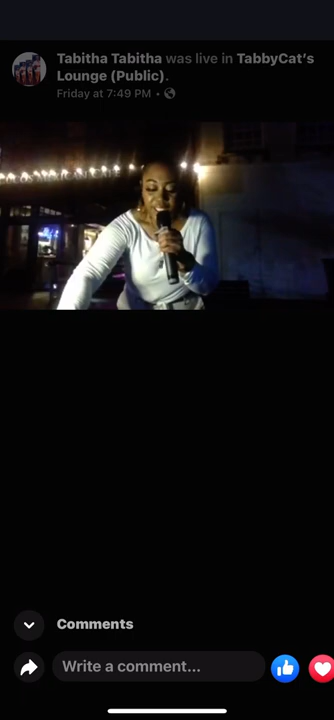 Tabitha Tabitha was live in TabbyCat's
Lounge (Public).
Friday at 7:49 PM •
Comments
Write a comment...